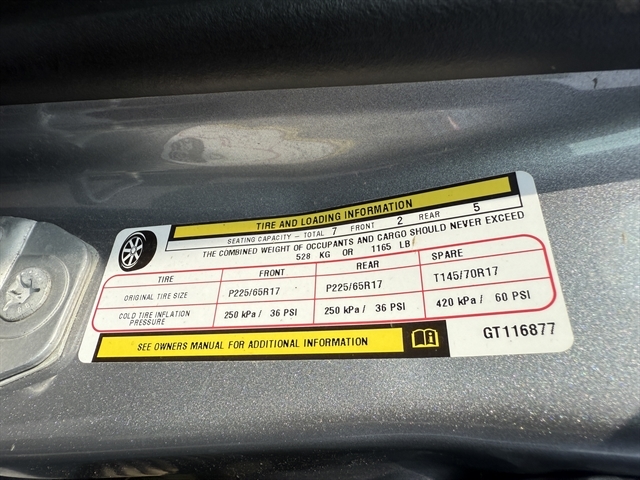 TIRE AND LOADING INFORMATION
SEATING CAPACITY - TOTAL 7 FRONT 2 REAR 5
THE COMBINED WEIGHT OF OCCUPANTS AND CARGO SHOULD NEVER EXCEED
528 KG OR 1165 LB
TIRE FRONT REAR SPARE
ORIGINAL TIRE SIZE P225/65R17 P225/65R17 T145/70R17
COLD TIRE INFLATION PRESSURE 250 kPa / 36 PSI 250 kPa / 36 PSI 420 kPa / 60 PSI
SEE OWNERS MANUAL FOR ADDITIONAL INFORMATION
GT116877